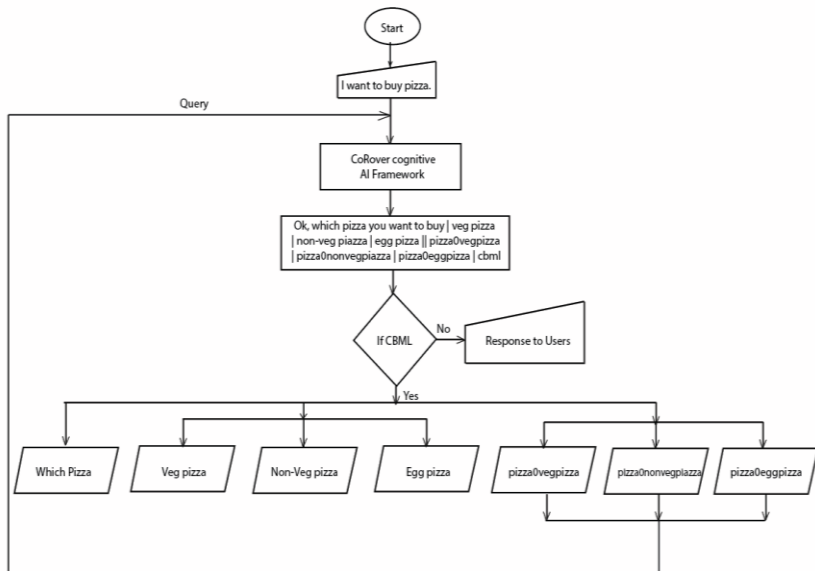 Start
I want to buy pizza.
Query
CoRover cognitive
AI Framework
Ok, which pizza you want to buy | veg pizza
| non-veg piazza | egg pizza || pizza0vegpizza
| pizza0nonvegpiazza | pizza0eggpizza | cbml
If CBML
No
Response to Users
Yes
Which Pizza
Veg pizza
Non-Veg pizza
Egg pizza
pizza0vegpizza
pizza0nonvegpiazza
pizza0eggpizza